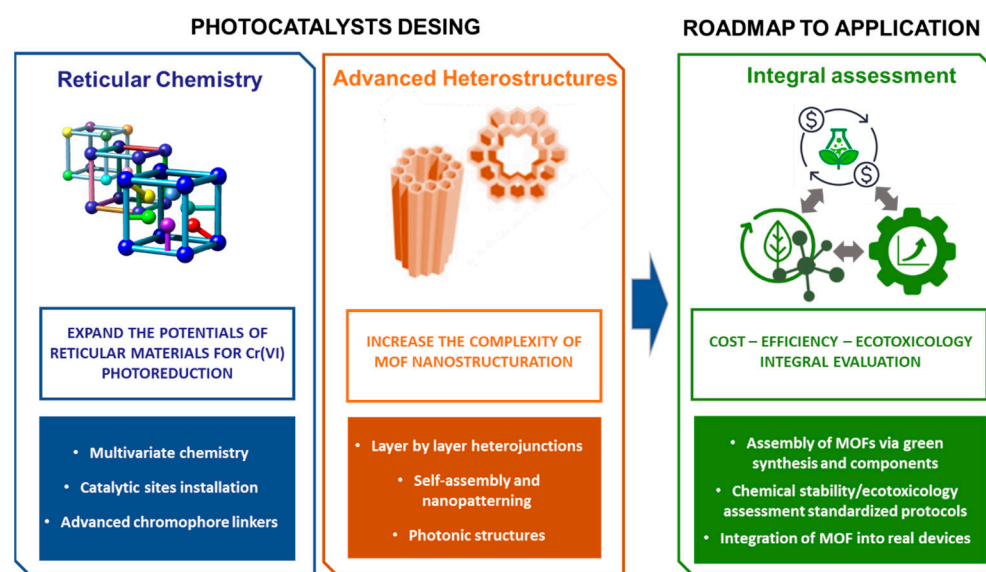 PHOTOCATALYSTS DESING
ROADMAP TO APPLICATION
Reticular Chemistry
EXPAND THE POTENTIALS OF
RETICULAR MATERIALS FOR Cr(VI)
PHOTOREDUCTION
• Multivariate chemistry
• Catalytic sites installation
• Advanced chromophore linkers
Advanced Heterostructures
INCREASE THE COMPLEXITY OF
MOF NANOSTRUCTURATION
• Layer by layer heterojunctions
• Self-assembly and
nanopatterning
• Photonic structures
Integral assessment
$
$
COST – EFFICIENCY – ECOTOXICOLOGY
INTEGRAL EVALUATION
• Assembly of MOFs via green
synthesis and components
• Chemical stability/ecotoxicology
assessment standardized protocols
• Integration of MOF into real devices